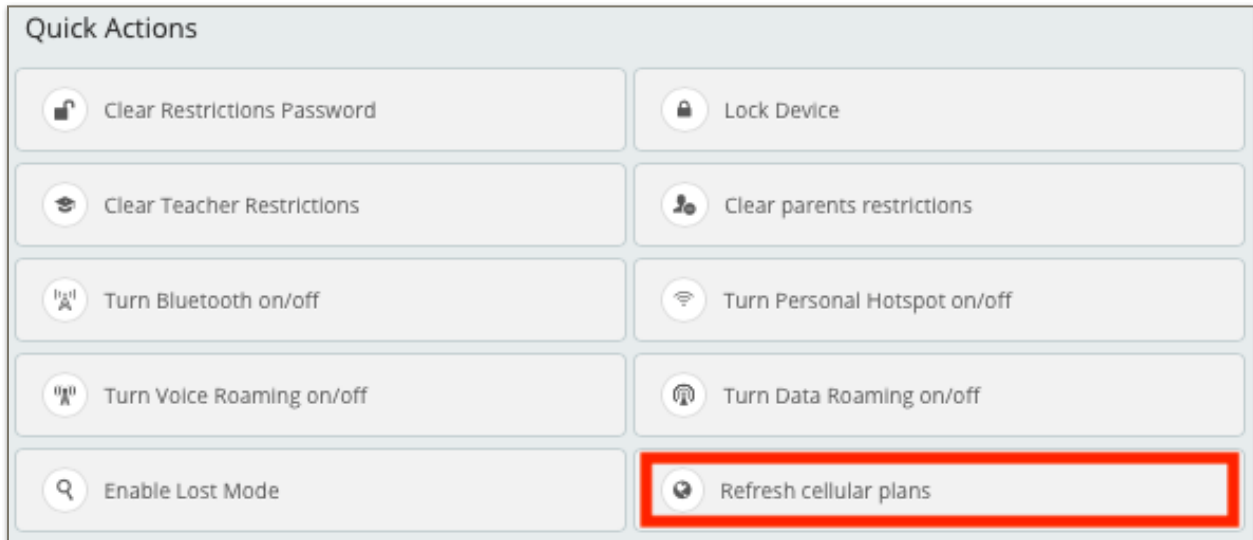 Quick Actions
Clear Restrictions Password
Lock Device
Clear Teacher Restrictions
Clear parents restrictions
Turn Bluetooth on/off
Turn Personal Hotspot on/off
Turn Voice Roaming on/off
Turn Data Roaming on/off
Enable Lost Mode
Refresh cellular plans